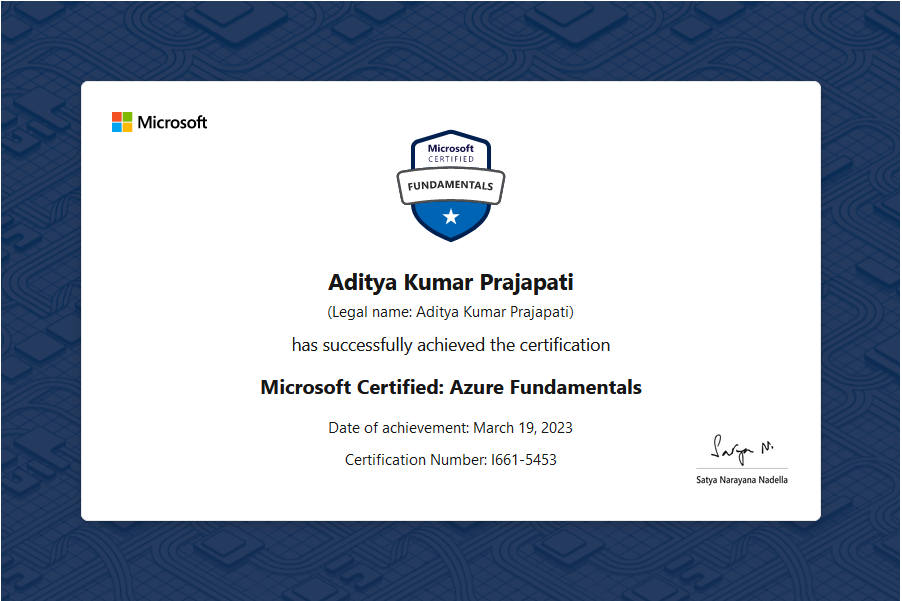 Microsoft
Microsoft
CERTIFIED
FUNDAMENTALS
Aditya Kumar Prajapati
(Legal name: Aditya Kumar Prajapati)
has successfully achieved the certification
Microsoft Certified: Azure Fundamentals
Date of achievement: March 19, 2023
Certification Number: I661-5453
Satya N.
Satya Narayana Nadella